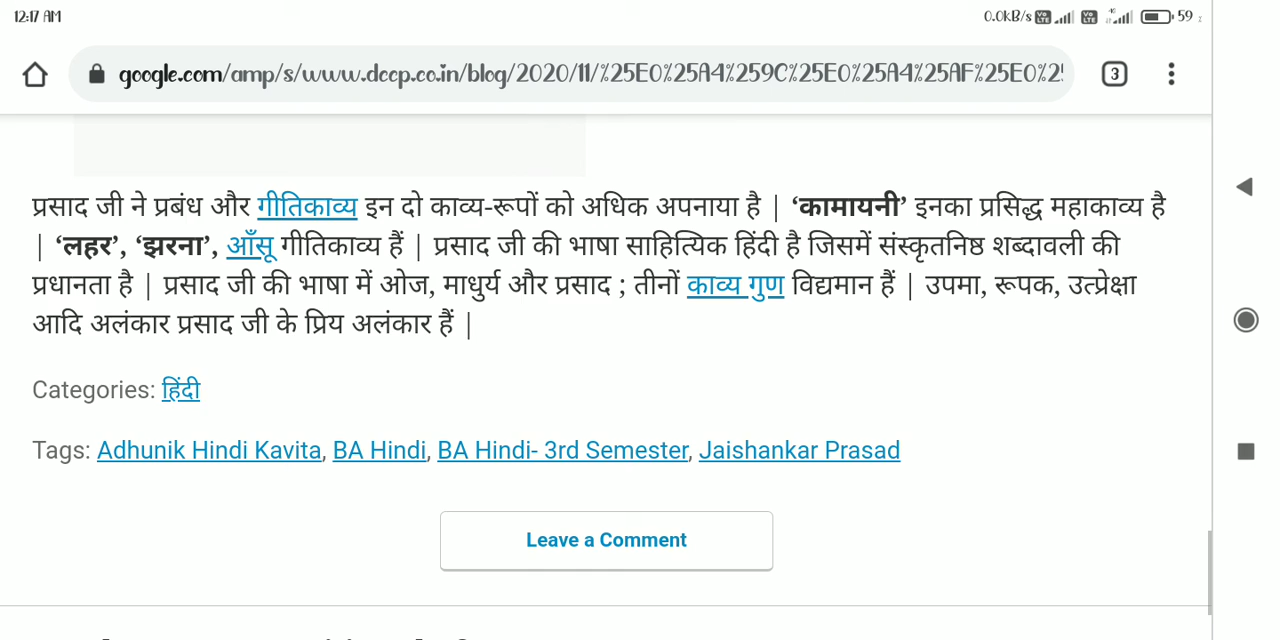 12:17 AM
0.0kB/s
59
google.com/amp/s/www.dccp.co.in/blog/2020/11/%25E0%25A4%259C%25E0%25A4%25AF%25E0%2
3
प्रसाद जी ने प्रबंध और गीतिकाव्य इन दो काव्य-रूपों को अधिक अपनाया है | ‘कामायनी’ इनका प्रसिद्ध महाकाव्य है
| ‘लहर’, ‘झरना’, आँसू गीतिकाव्य हैं | प्रसाद जी की भाषा साहित्यिक हिंदी है जिसमें संस्कृतनिष्ठ शब्दावली की
प्रधानता है | प्रसाद जी की भाषा में ओज, माधुर्य और प्रसाद ; तीनों काव्य गुण विद्यमान हैं | उपमा, रूपक, उत्प्रेक्षा
आदि अलंकार प्रसाद जी के प्रिय अलंकार हैं |
Categories: हिंदी
Tags: Adhunik Hindi Kavita, BA Hindi, BA Hindi- 3rd Semester, Jaishankar Prasad
Leave a Comment